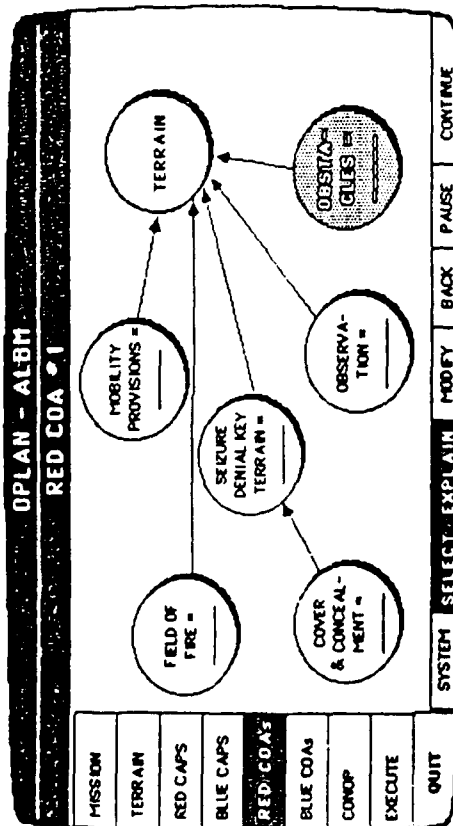 OPLAN - ALBM
RED COA #1
MISSION
TERRAIN
RED CAPS
BLUE CAPS
RED COAs
BLUE COAs
CONOP
EXECUTE
QUIT
FIELD OF
FIRE =
MOBILITY
PROVISIONS =
TERRAIN
SEIZURE
DENIAL KEY
TERRAIN =
COVER
& CONCEAL-
MENT =
OBSERVA-
TION =
OBSTA-
CLES =
SYSTEM
SELECT
EXPLAIN
MODIFY
BACK
PAUSE
CONTINUE